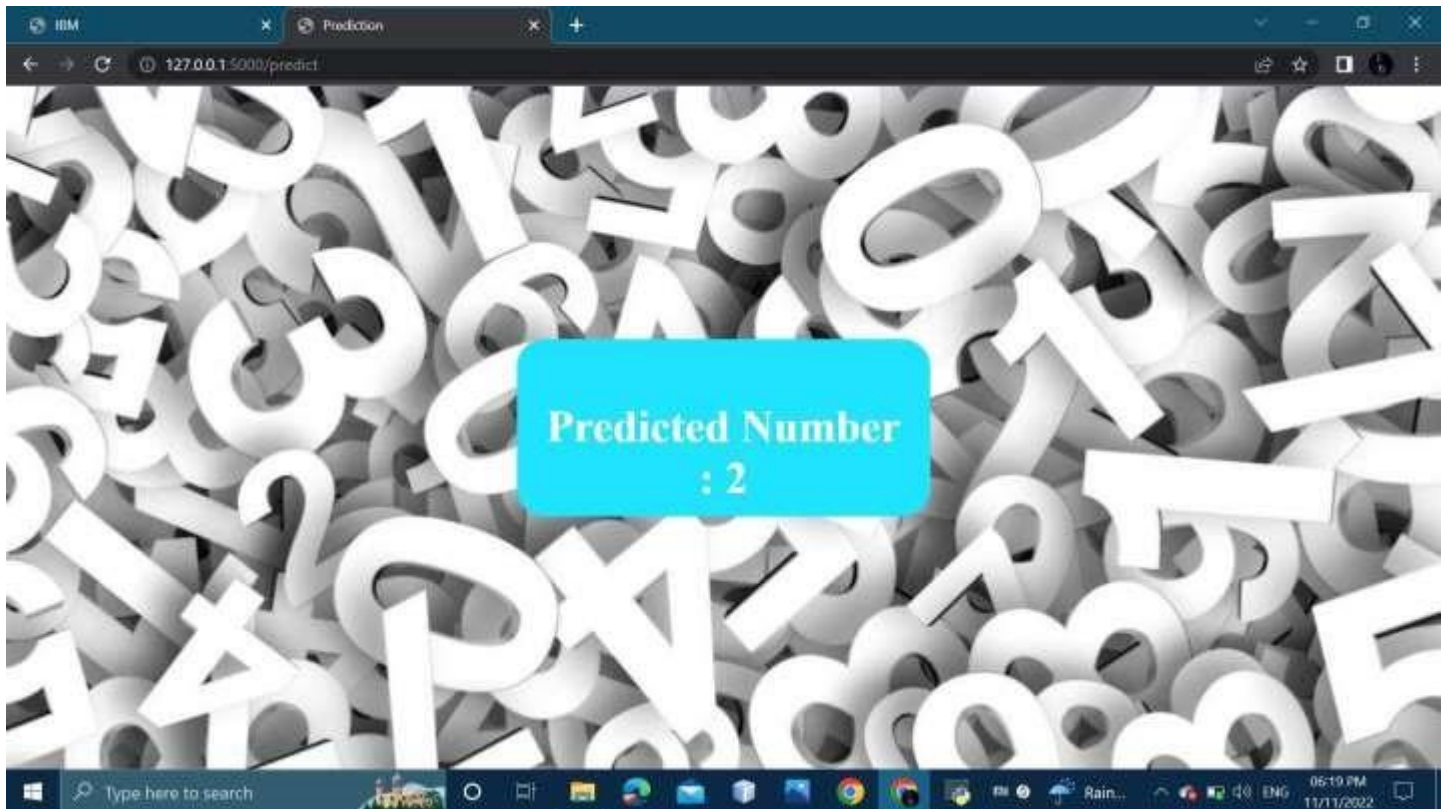 IBM
Prediction
127.0.0.1:5000/predict
Predicted Number
: 2
Type here to search
Rain...
ENG
06:19 PM
11/11/2022